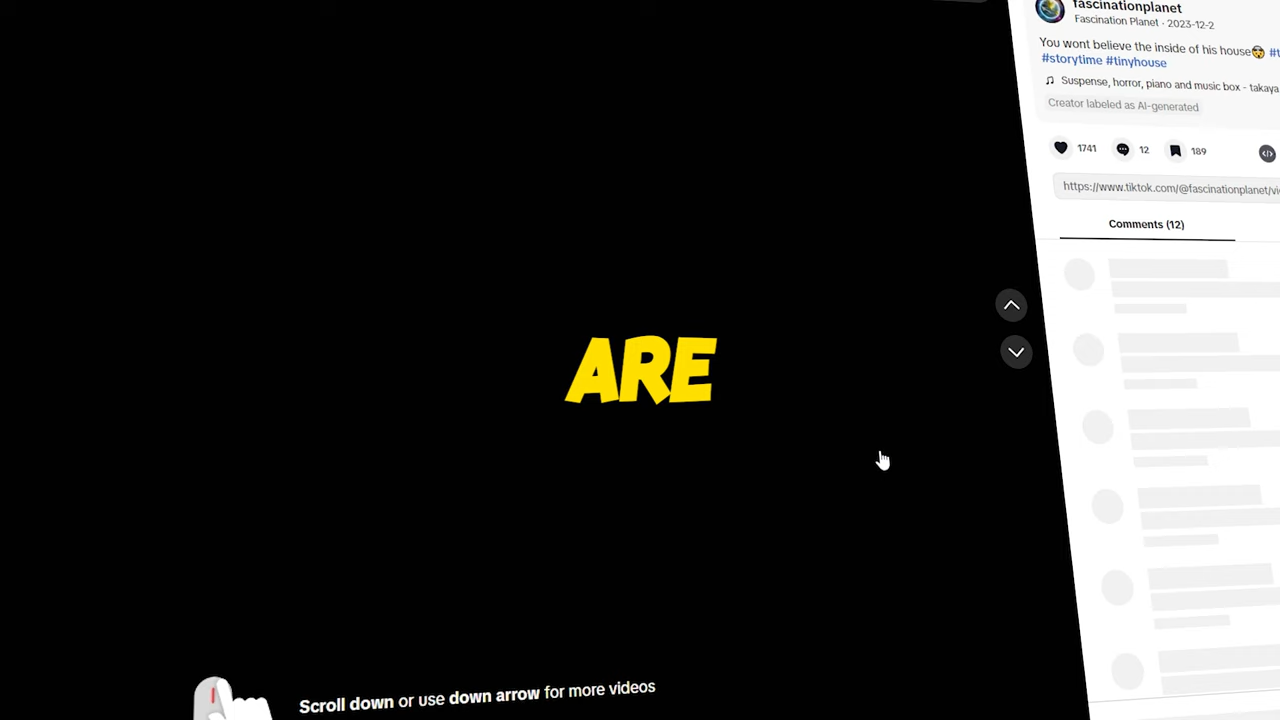 fascinationplanet
Fascination Planet · 2023-12-2
You wont believe the inside of his house🤯
#storytime #tinyhouse
Suspense, horror, piano and music box - takaya
Creator labeled as AI-generated
1741
12
189
https://www.tiktok.com/@fascinationplanet/vi
Comments (12)
ARE
Scroll down or use down arrow for more videos